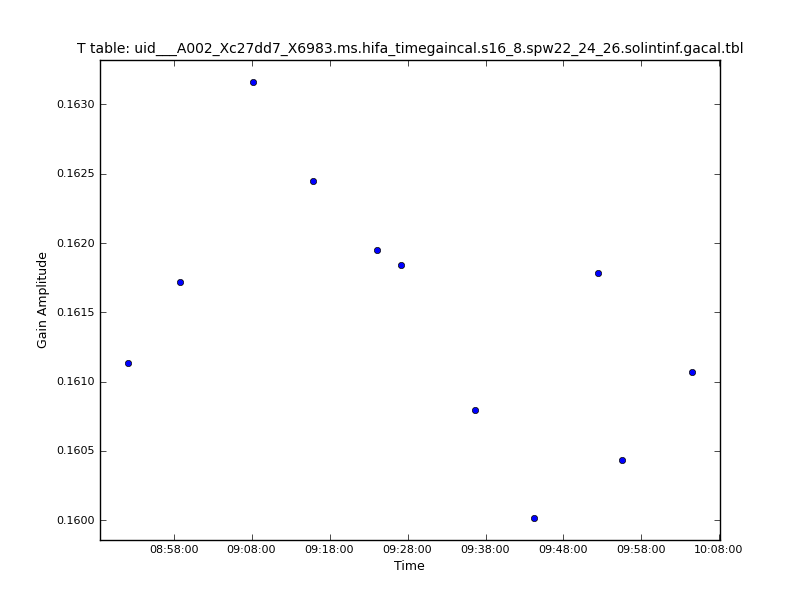 T table: uid___A002_Xc27dd7_X6983.ms.hifa_timegaincal.s16_8.spw22_24_26.solintinf.gacal.tbl
0.1630
0.1625
0.1620
0.1615
0.1610
0.1605
0.1600
Gain Amplitude
08:58:00 09:08:00 09:18:00 09:28:00 09:38:00 09:48:00 09:58:00 10:08:00
Time